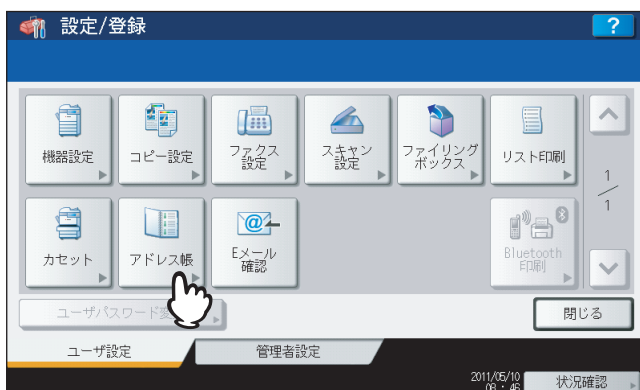 設定/登録
?
機器設定
コピー設定
ファクス
設定
スキャン
設定
ファイリング
ボックス
リスト印刷
1
1
カセット
アドレス帳
@
Eメール
確認
Bluetooth
印刷
ユーザパスワード変
閉じる
ユーザ設定
管理者設定
2011/05/10
08:46
状況確認